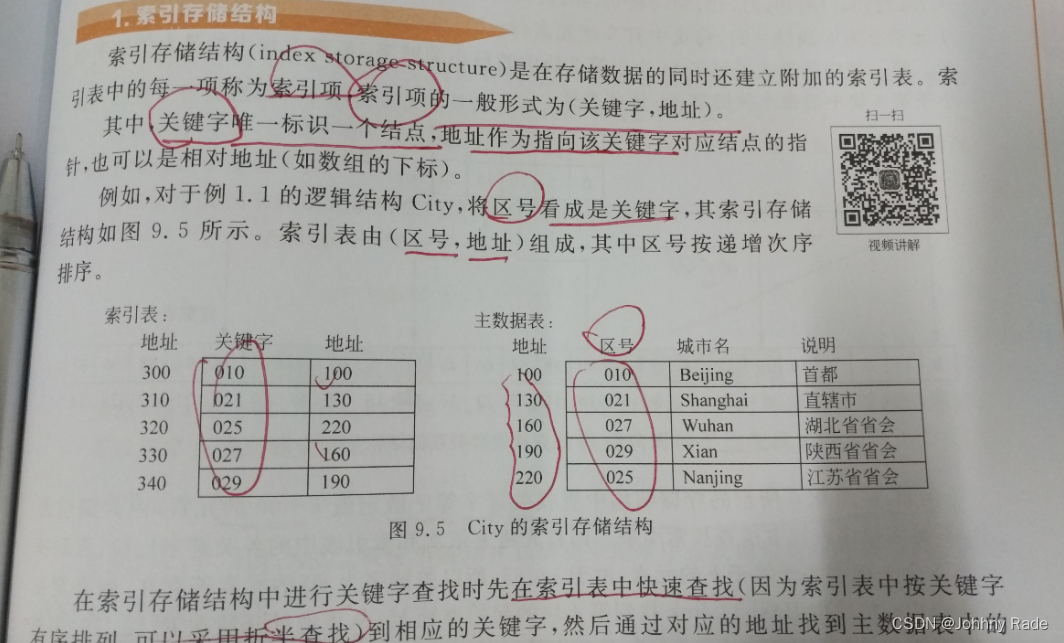 1. 索引存储结构
索引存储结构(index storage structure)是在存储数据的同时还建立附加的索引表。索
引表中的每一项称为索引项,索引项的一般形式为(关键字,地址)。
其中,关键字唯一标识一个结点,地址作为指向该关键字对应结点的指
针,也可以是相对地址(如数组的下标)。
扫一扫
视频讲解
例如,对于例 1.1 的逻辑结构 City,将区号看成是关键字,其索引存储
结构如图 9.5 所示。索引表由(区号,地址)组成,其中区号按递增次序
排序。
索引表:
地址 关键字 地址
300 010 100
310 021 130
320 025 220
330 027 160
340 029 190
主数据表:
地址 区号 城市名 说明
100 010 Beijing 首都
130 021 Shanghai 直辖市
160 027 Wuhan 湖北省省会
190 029 Xian 陕西省省会
220 025 Nanjing 江苏省省会
图 9.5 City 的索引存储结构
在索引存储结构中进行关键字查找时先在索引表中快速查找(因为索引表中按关键字
有序排列,可以采用折半查找)到相应的关键字,然后通过对应的地址找到主数据表中的
CSDN @Johnny Rade